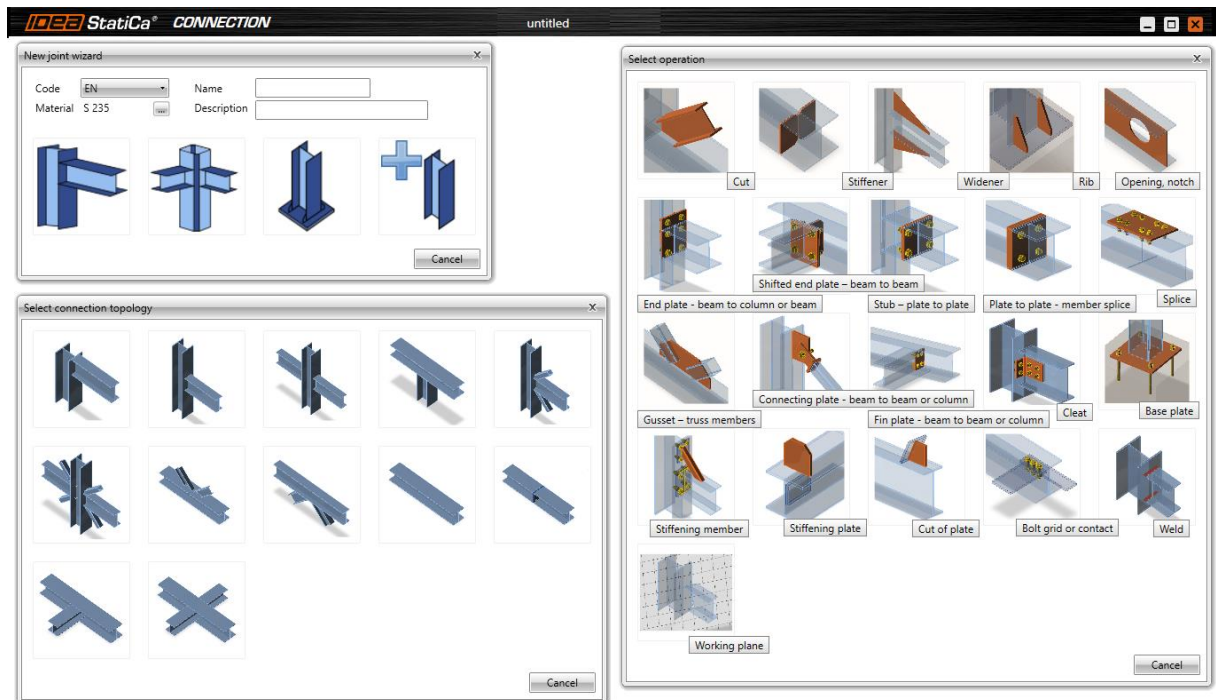 IDEA StatiCa® CONNECTION
untitled
New joint wizard
X
Code EN Name
Material S 235 ... Description
Cancel
Select connection topology
X
Cancel
Select operation
X
Cut
Stiffener
Widener
Rib
Opening, notch
End plate - beam to column or beam
Shifted end plate – beam to beam
Stub – plate to plate
Plate to plate - member splice
Splice
Gusset – truss members
Connecting plate - beam to beam or column
Fin plate - beam to beam or column
Cleat
Base plate
Stiffening member
Stiffening plate
Cut of plate
Bolt grid or contact
Weld
Working plane
Cancel